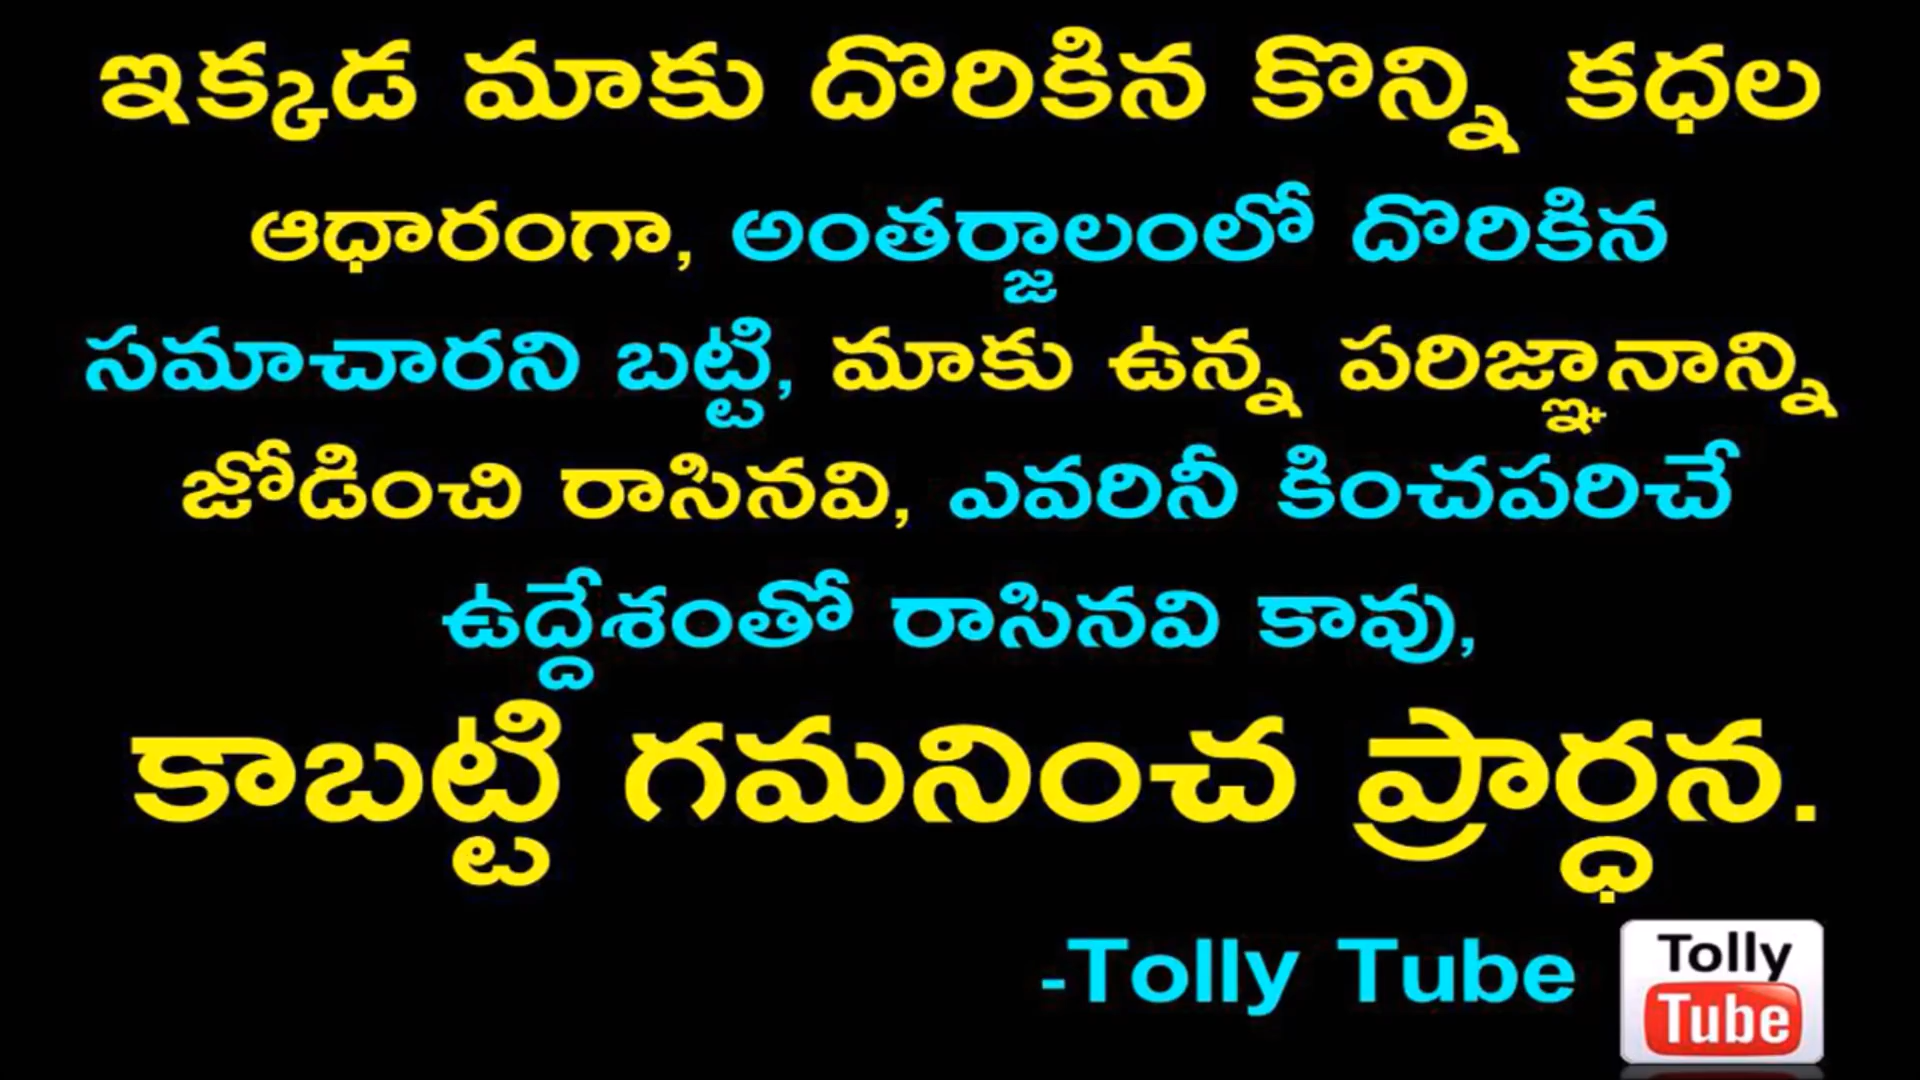 ఇక్కడ మాకు దొరికిన కొన్ని కధల
ఆధారంగా, అంతర్జాలంలో దొరికిన
సమాచారని బట్టి, మాకు ఉన్న పరిజ్ఞానాన్ని
జోడించి రాసినవి, ఎవరినీ కించపరిచే
ఉద్దేశంతో రాసినవి కావు,
కాబట్టి గమనించ ప్రార్ధన.
-Tolly Tube
Tolly
Tube